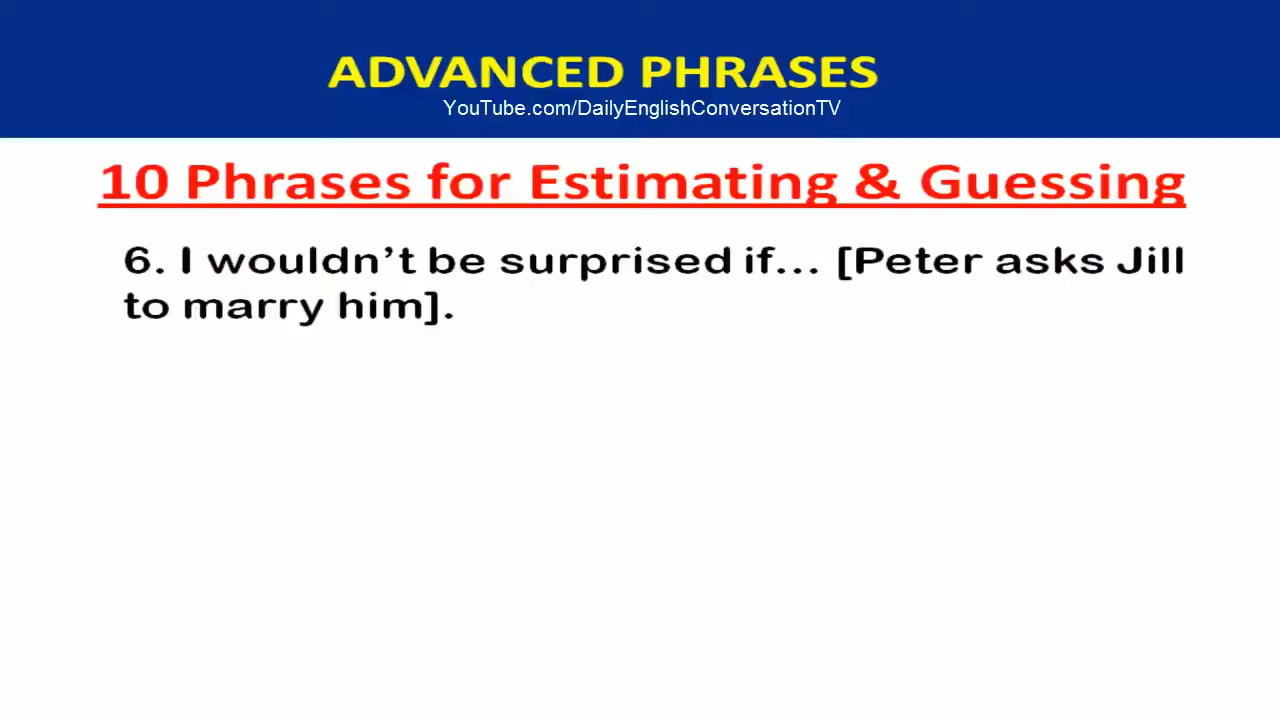 ADVANCED PHRASES
YouTube.com/DailyEnglishConversationTV
10 Phrases for Estimating & Guessing
6. I wouldn’t be surprised if... [Peter asks Jill
to marry him].